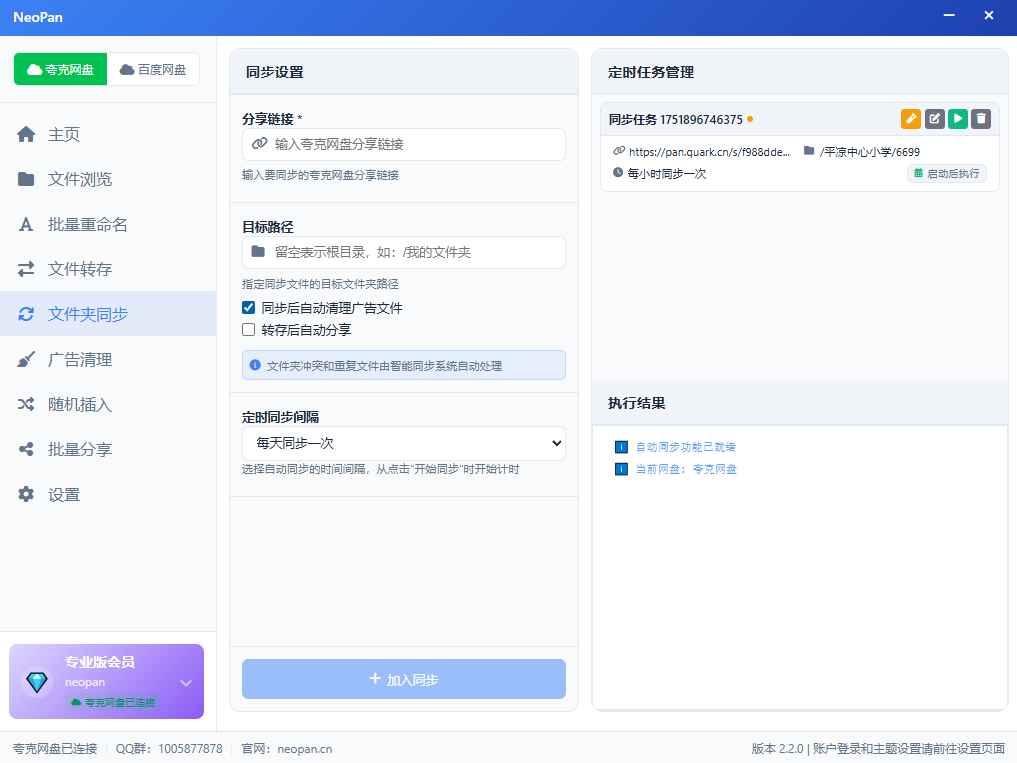 NeoPan
夸克网盘
百度网盘
主页
文件浏览
批量重命名
文件转存
文件夹同步
广告清理
随机插入
批量分享
设置
专业版会员
neopan
夸克网盘已连接
同步设置
分享链接 *
输入夸克网盘分享链接
输入要同步的夸克网盘分享链接
目标路径
留空表示根目录，如：/我的文件夹
指定同步文件的目标文件夹路径
同步后自动清理广告文件
转存后自动分享
文件夹冲突和重复文件由智能同步系统自动处理
定时同步间隔
每天同步一次
选择自动同步的时间间隔，从点击"开始同步"时开始计时
加入同步
定时任务管理
同步任务 1751896746375
https://pan.quark.cn/s/f988dde...
/平凉中心小学/6699
每小时同步一次
启动后执行
执行结果
自动同步功能已就绪
当前网盘：夸克网盘
夸克网盘已连接
QQ群：1005877878
官网：neopan.cn
版本 2.2.0 | 账户登录和主题设置请前往设置页面